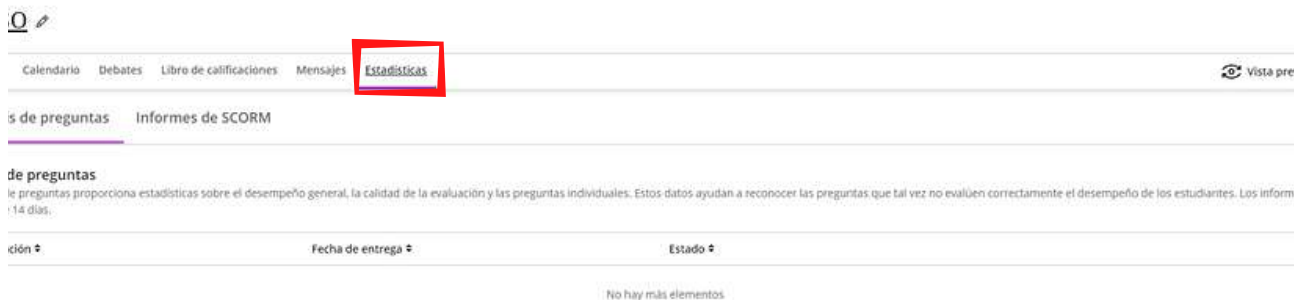 O
Calendario Debates Libro de calificaciones Mensajes Estadísticas Vista pre
s de preguntas Informes de SCORM
de preguntas
le preguntas proporciona estadísticas sobre el desempeño general, la calidad de la evaluación y las preguntas individuales. Estos datos ayudan a reconocer las preguntas que tal vez no evalúen correctamente el desempeño de los estudiantes. Los inform
14 días.
ción Fecha de entrega Estado
No hay más elementos